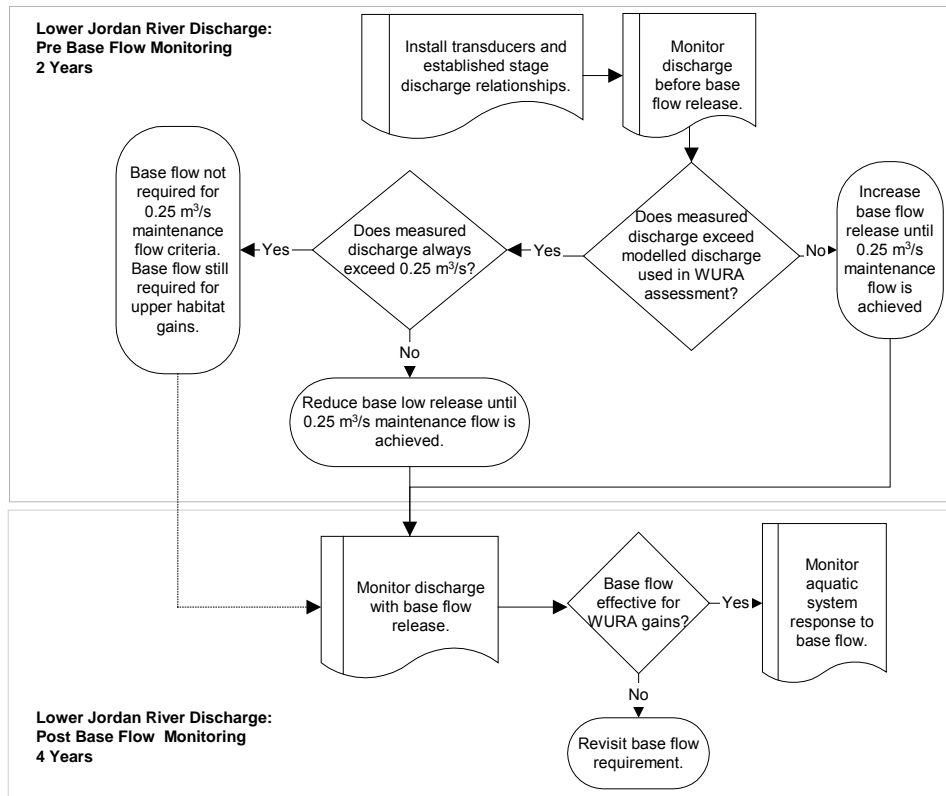 Lower Jordan River Discharge:
Pre Base Flow Monitoring
2 Years
Install transducers and
established stage
discharge relationships.
Monitor
discharge
before base
flow release.
Does measured
discharge exceed
modelled discharge
used in WURA
assessment?
No
Increase
base flow
release until
0.25 m³/s
maintenance
flow is
achieved
Yes
Does measured
discharge always
exceed 0.25 m³/s?
Yes
Base flow not
required for
0.25 m³/s
maintenance
flow criteria.
Base flow still
required for
upper habitat
gains.
No
Reduce base low release until
0.25 m³/s maintenance flow is
achieved.
Monitor discharge
with base flow
release.
Base flow
effective for
WURA gains?
Yes
Monitor
aquatic
system
response to
base flow.
No
Revisit base flow
requirement.
Lower Jordan River Discharge:
Post Base Flow  Monitoring
4 Years